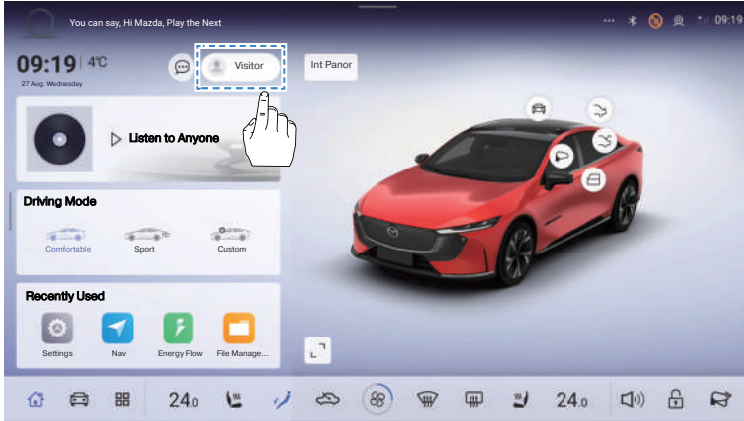 You can say, Hi Mazda, Play the Next
09:19
09:19
4℃
27 Aug. Wednesday
Visitor
Int Panor
Listen to Anyone
Driving Mode
Comfortable
Sport
Custom
Recently Used
Settings
Nav
Energy Flow
File Manage...
24.0
24.0